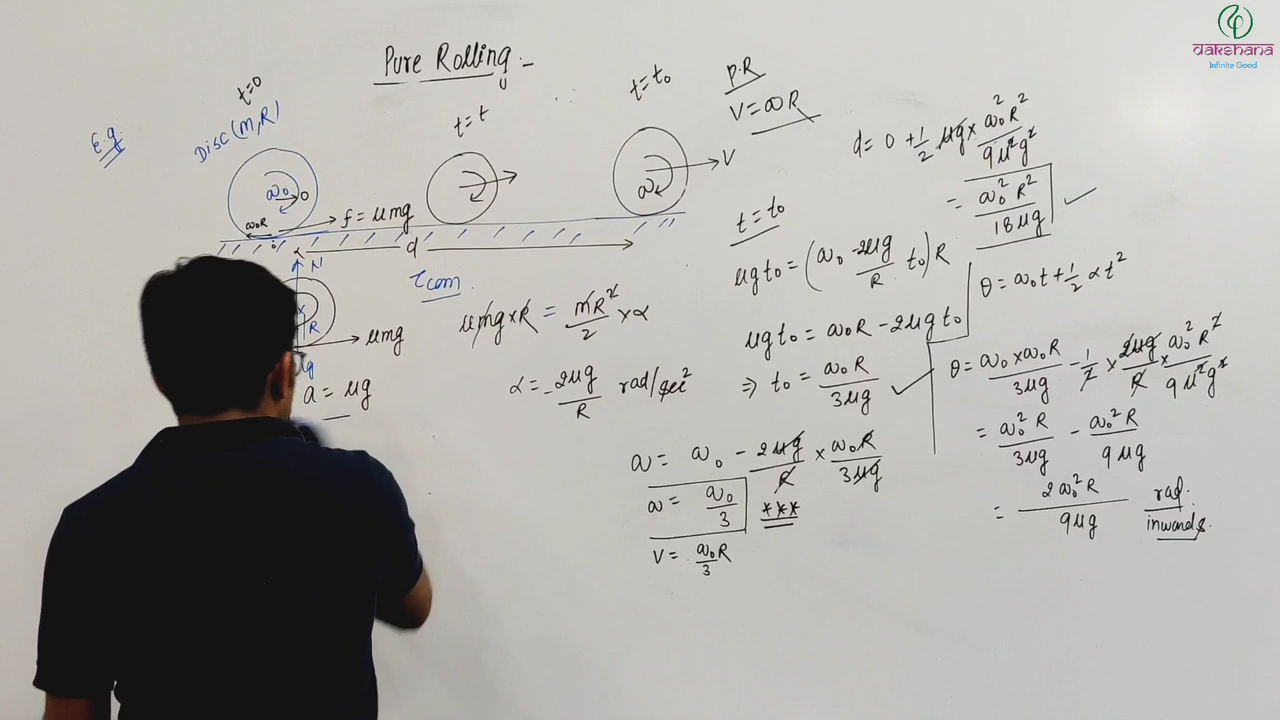 Pure Rolling :-
E.g.
t=0
Disc (M,R)
ω₀
0
ω₀R
f = μmg
t = t
t = t₀
V
ω
P.R
V = ωR
d
N
R
μmg
g
a = μg
τcom
μmg×R = mR²/2 × α
α = -2μg/R rad/sec²
t = t₀
μgt₀ = (ω₀ - 2μg/R t₀)R
μgt₀ = ω₀R - 2μgt₀
⇒ t₀ = ω₀R/3μg
ω = ω₀ - 2μg/R × ω₀R/3μg
ω = ω₀/3 ***
V = ω₀/3 R
d = 0 + 1/2 μg × ω₀²R²/9μ²g²
= ω₀²R²/18μg
θ = ω₀t + 1/2 αt²
θ = ω₀×ω₀R/3μg - 1/2 × 2μg/R × ω₀²R²/9μ²g²
= ω₀²R/3μg - ω₀²R/9μg
= 2ω₀²R/9μg rad.
inwards.
dakshana
Infinite Good